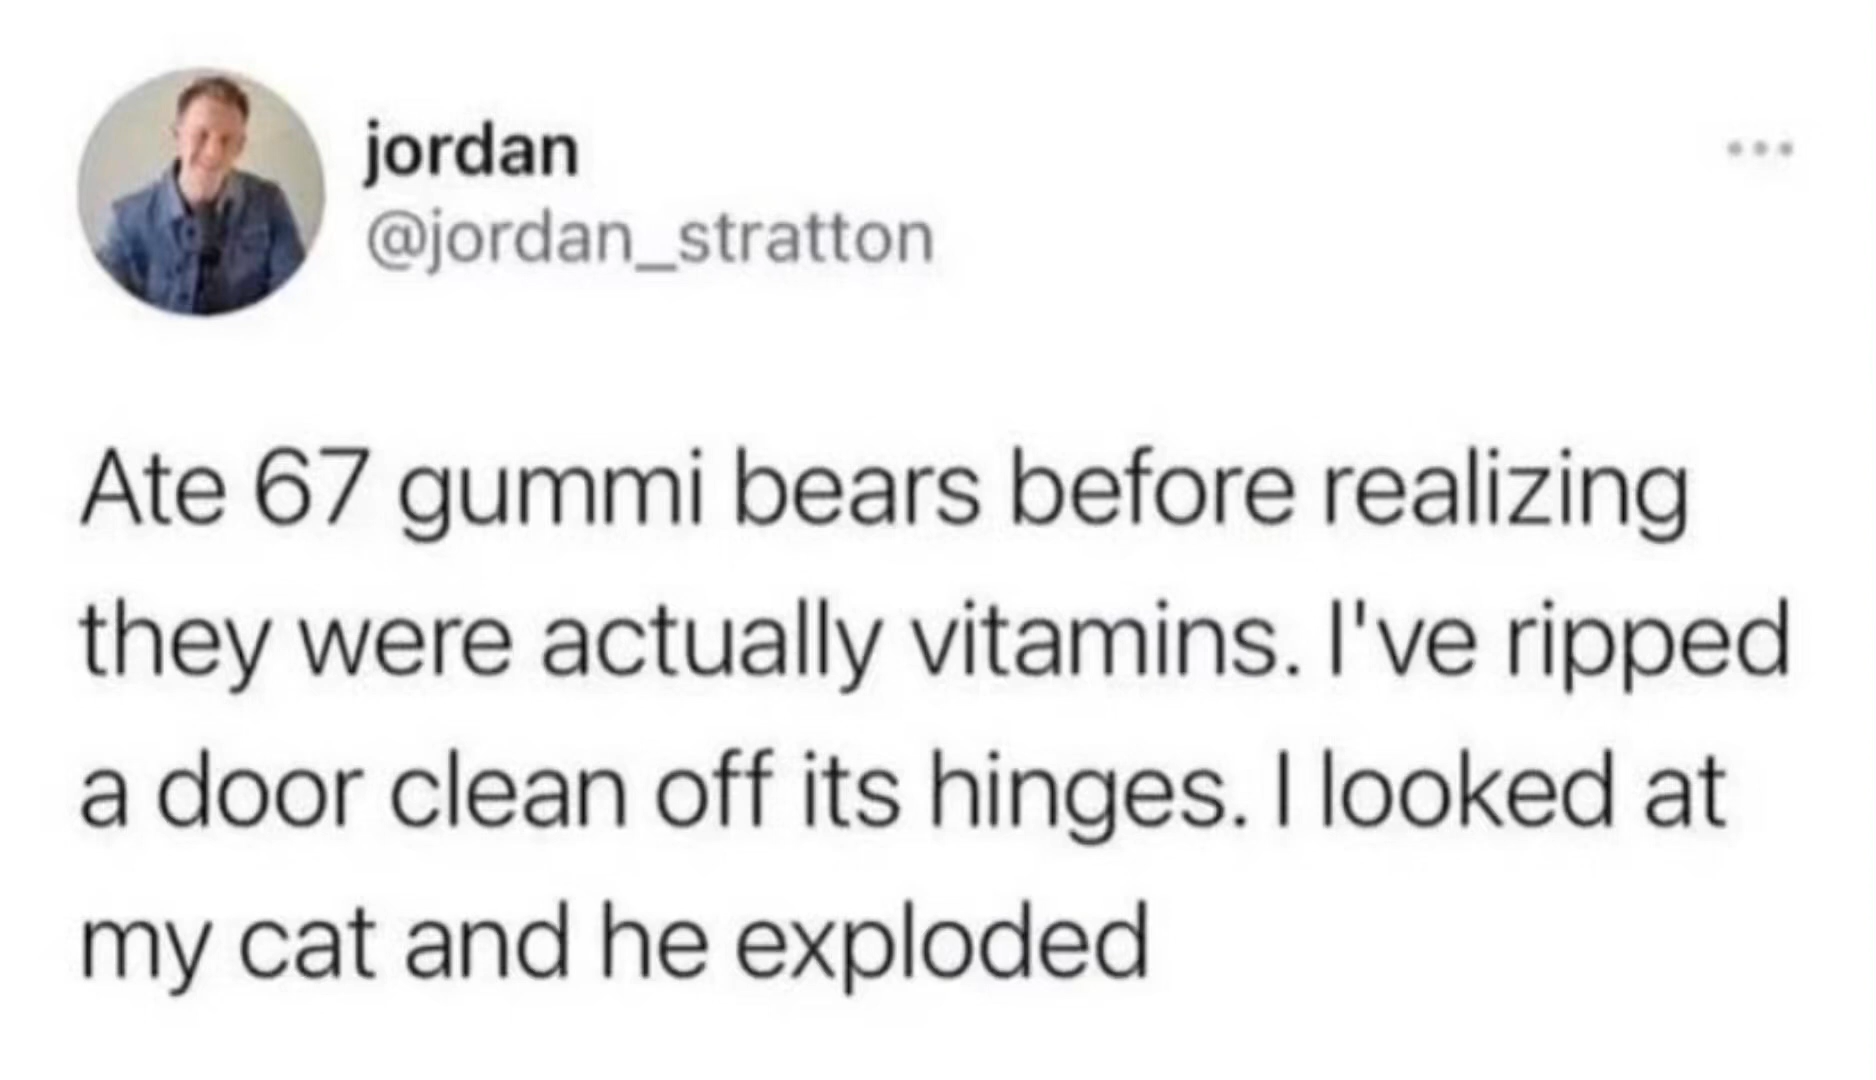 jordan
@jordan_stratton
Ate 67 gummi bears before realizing
they were actually vitamins. I've ripped
a door clean off its hinges. I looked at
my cat and he exploded